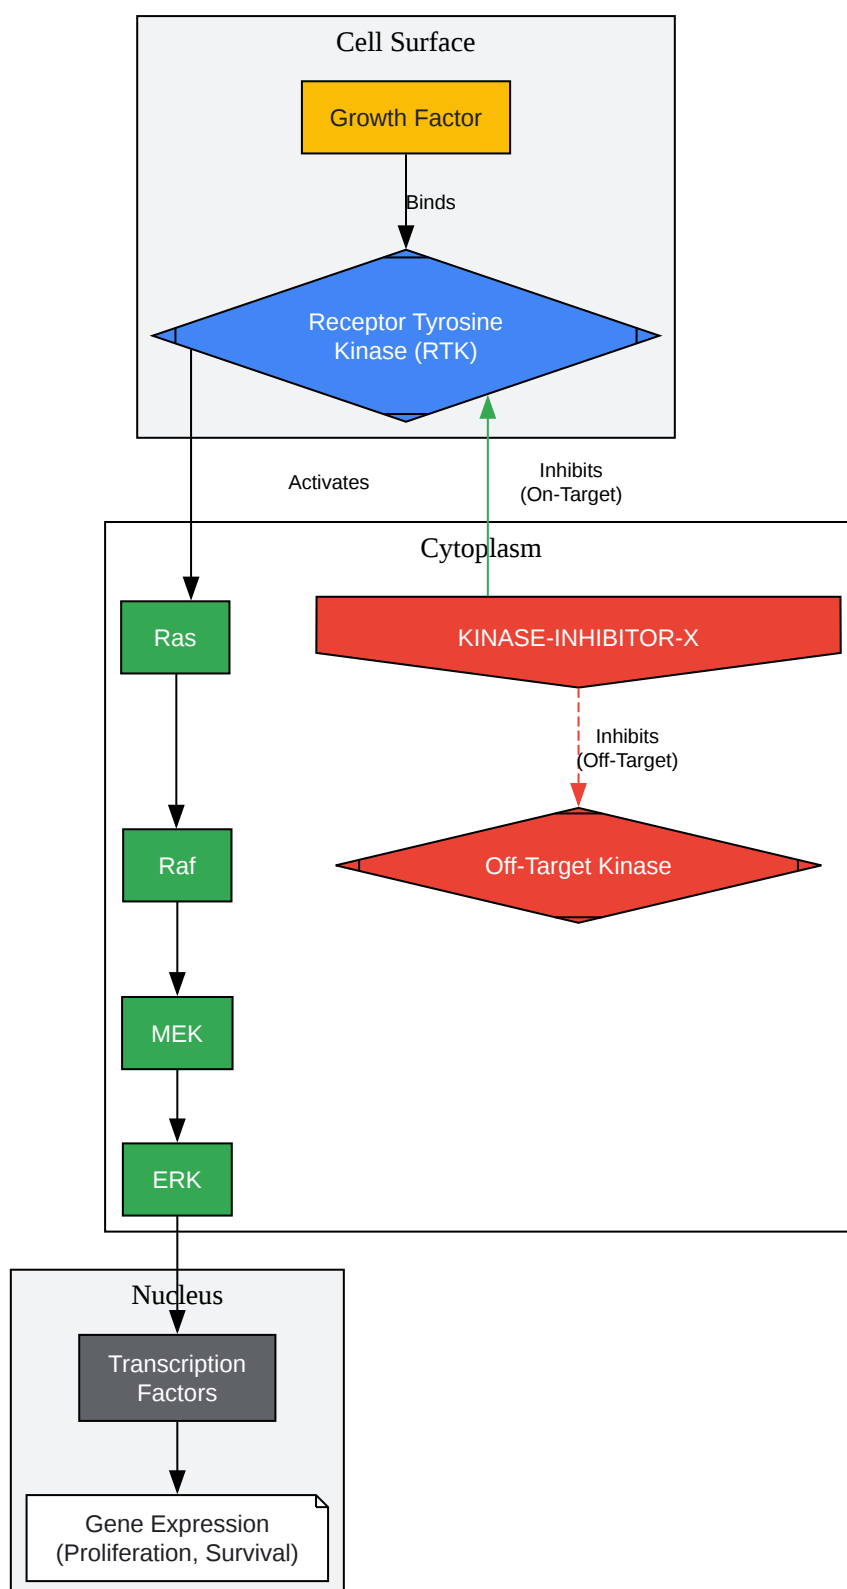 Cell Surface
Growth Factor
Binds
Receptor Tyrosine
Kinase (RTK)
Activates
Inhibits
(On-Target)
Cytoplasm
Ras
KINASE-INHIBITOR-X
Inhibits
(Off-Target)
Raf
Off-Target Kinase
MEK
ERK
Nucleus
Transcription
Factors
Gene Expression
(Proliferation, Survival)